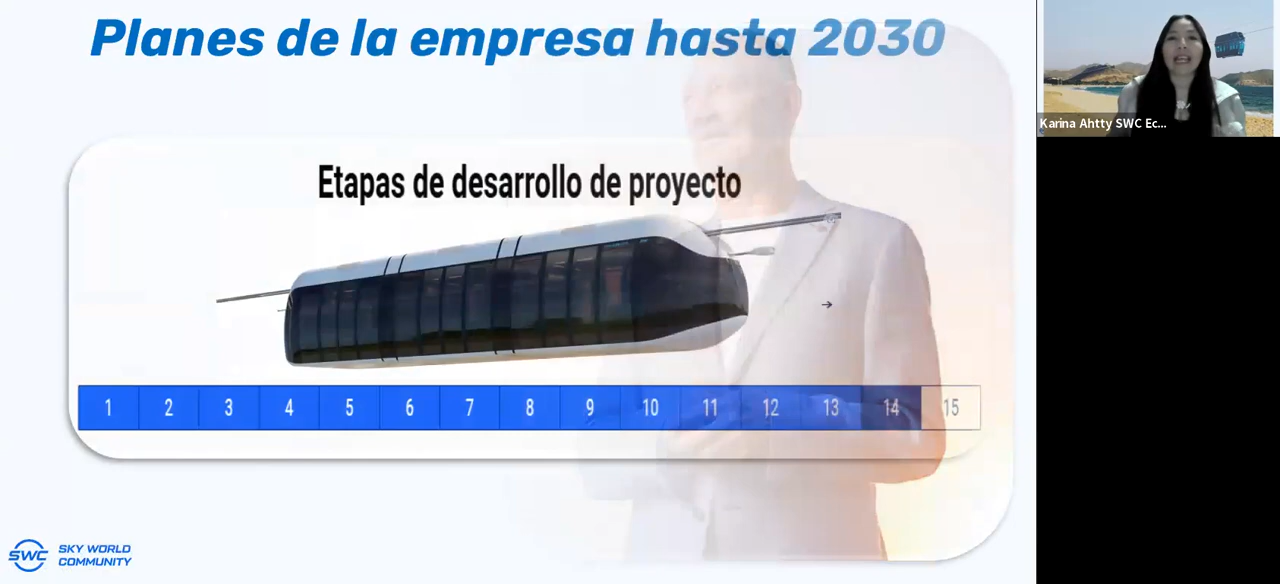 Planes de la empresa hasta 2030
Etapas de desarrollo de proyecto
1 2 3 4 5 6 7 8 9 10 11 12 13 14 15
SWC SKY WORLD
COMMUNITY
Karina Ahtty SWC Ec...